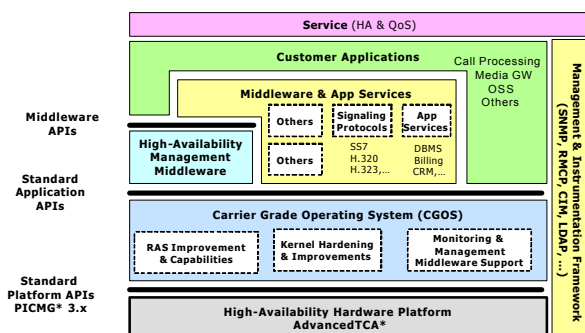 Service (HA & QoS)
Customer Applications
Call Processing
Media GW
OSS
Others
Middleware & App Services
Others
Signaling
Protocols
App
Services
Others
SS7
H.320
H.323,...
DBMS
Billing
CRM,...
Middleware
APIs
High-Availability
Management
Middleware
Standard
Application
APIs
Carrier Grade Operating System (CGOS)
RAS Improvement
& Capabilities
Kernel Hardening
& Improvements
Monitoring &
Management
Middleware Support
Standard
Platform APIs
PICMG* 3.x
High-Availability Hardware Platform
AdvancedTCA*
Management & Instrumentation Framework
(SNMP, RMCP, CIM, LDAP, ...)